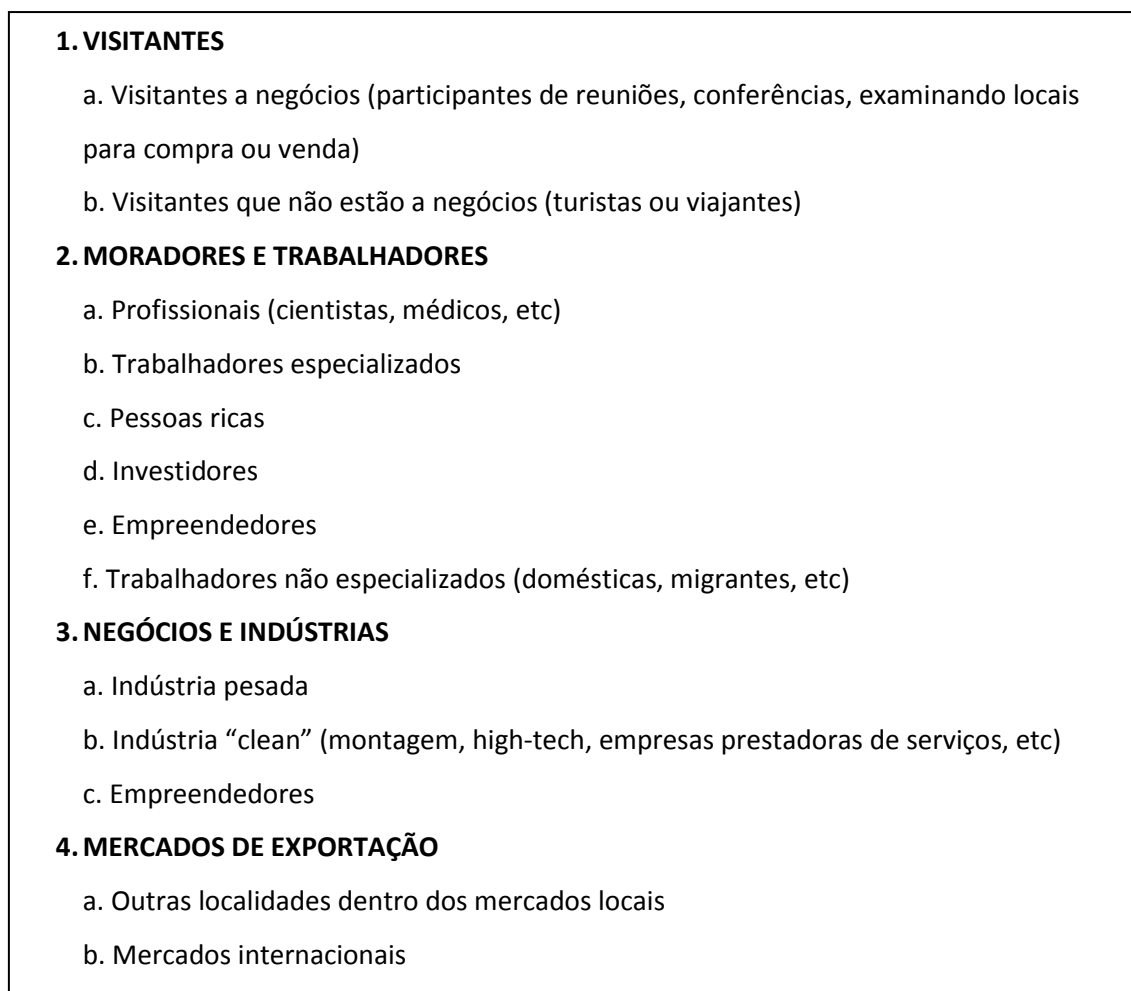 1. VISITANTES
a. Visitantes a negócios (participantes de reuniões, conferências, examinando locais
para compra ou venda)
b. Visitantes que não estão a negócios (turistas ou viajantes)
2. MORADORES E TRABALHADORES
a. Profissionais (cientistas, médicos, etc)
b. Trabalhadores especializados
c. Pessoas ricas
d. Investidores
e. Empreendedores
f. Trabalhadores não especializados (domésticas, migrantes, etc)
3. NEGÓCIOS E INDÚSTRIAS
a. Indústria pesada
b. Indústria “clean” (montagem, high-tech, empresas prestadoras de serviços, etc)
c. Empreendedores
4. MERCADOS DE EXPORTAÇÃO
a. Outras localidades dentro dos mercados locais
b. Mercados internacionais